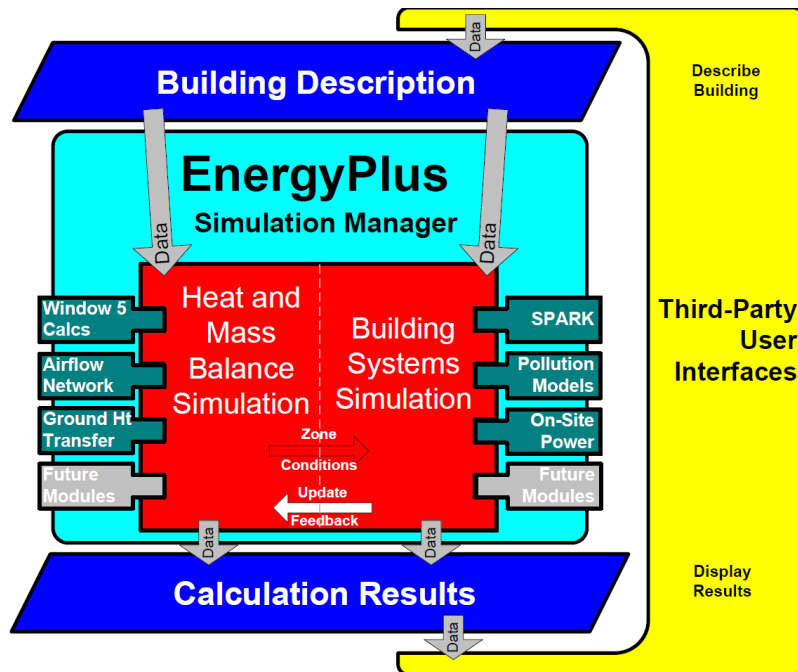 Data
Building Description
Describe
Building
EnergyPlus
Simulation Manager
Data
Data
Window 5
Calcs
Airflow
Network
Ground Ht
Transfer
Future
Modules
Heat and
Mass
Balance
Simulation
Building
Systems
Simulation
Zone
Conditions
Update
Feedback
SPARK
Pollution
Models
On-Site
Power
Future
Modules
Third-Party
User
Interfaces
Data
Data
Calculation Results
Display
Results
Data